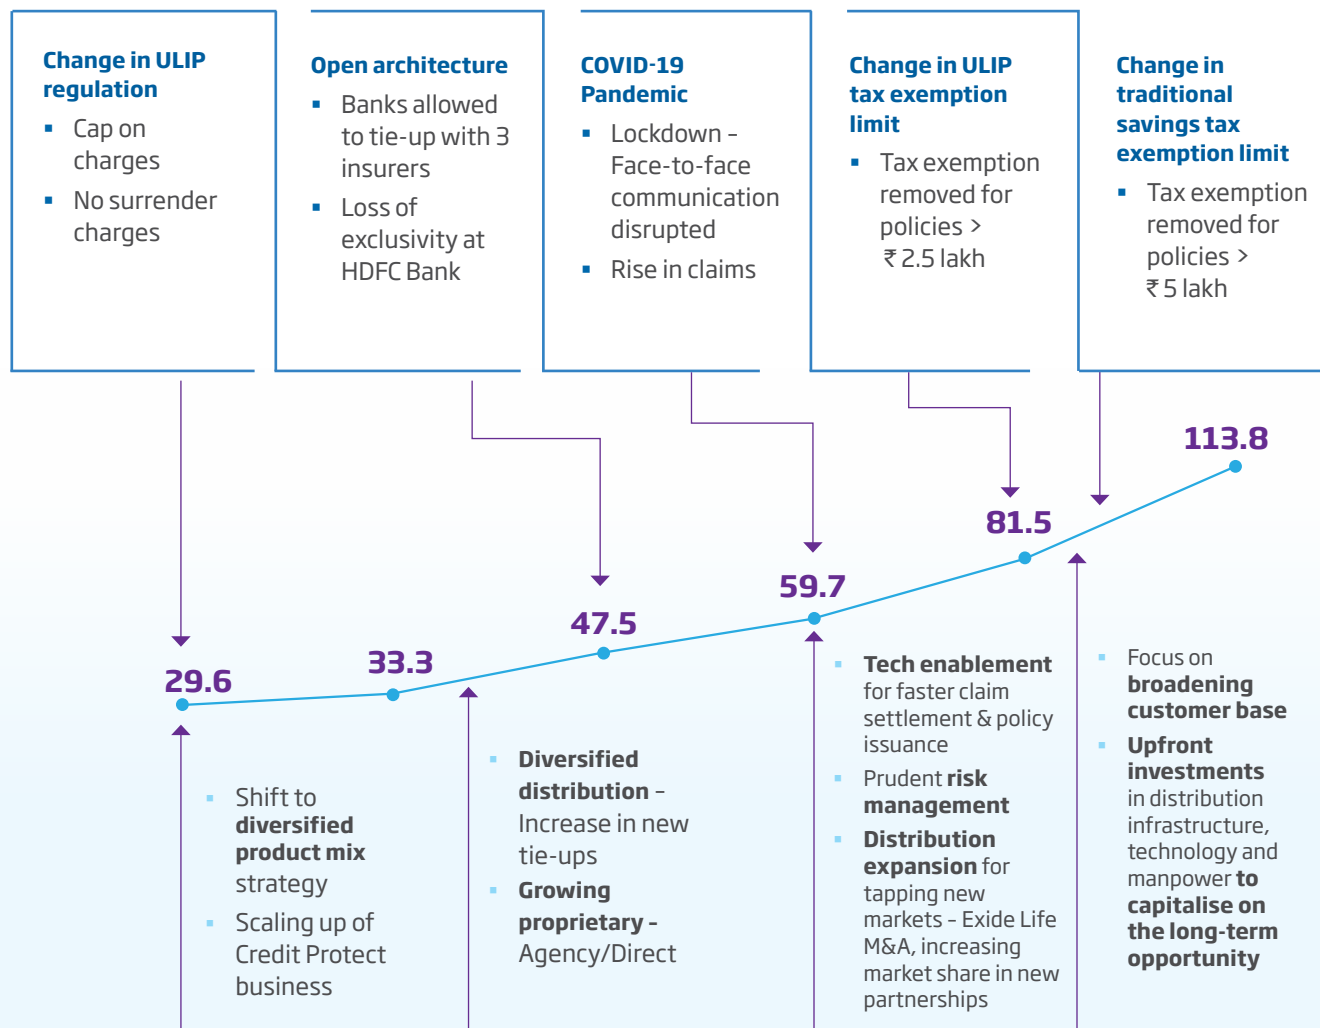 Change in ULIP
regulation
▪ Cap on
charges
▪ No surrender
charges
Open architecture
▪ Banks allowed
to tie-up with 3
insurers
▪ Loss of
exclusivity at
HDFC Bank
COVID-19
Pandemic
▪ Lockdown –
Face-to-face
communication
disrupted
▪ Rise in claims
Change in ULIP
tax exemption
limit
▪ Tax exemption
removed for
policies >
₹ 2.5 lakh
Change in
traditional
savings tax
exemption limit
▪ Tax exemption
removed for
policies >
₹ 5 lakh
29.6
33.3
47.5
59.7
81.5
113.8
▪ Shift to
diversified
product mix
strategy
▪ Scaling up of
Credit Protect
business
▪ Diversified
distribution –
Increase in new
tie-ups
▪ Growing
proprietary –
Agency/Direct
▪ Tech enablement
for faster claim
settlement & policy
issuance
▪ Prudent risk
management
▪ Distribution
expansion for
tapping new
markets – Exide Life
M&A, increasing
market share in new
partnerships
▪ Focus on
broadening
customer base
▪ Upfront
investments
in distribution
infrastructure,
technology and
manpower to
capitalise on
the long-term
opportunity